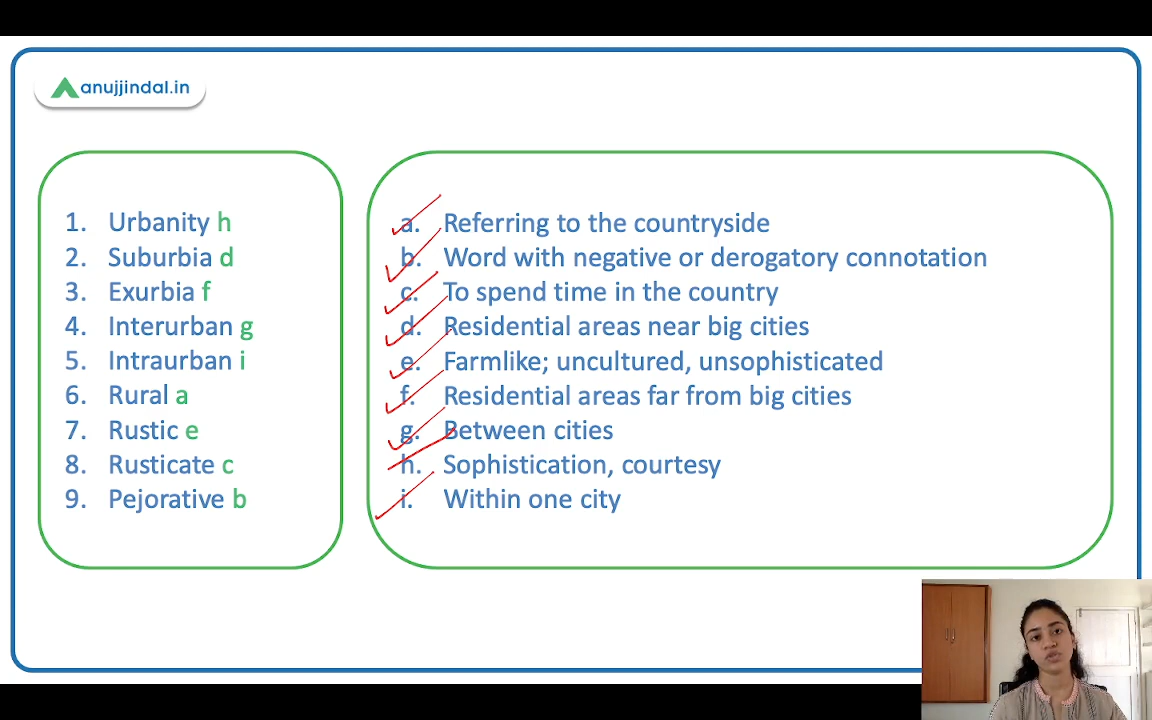 anujjindal.in
1. Urbanity h
2. Suburbia d
3. Exurbia f
4. Interurban g
5. Intraurban i
6. Rural a
7. Rustic e
8. Rusticate c
9. Pejorative b
a. Referring to the countryside
b. Word with negative or derogatory connotation
c. To spend time in the country
d. Residential areas near big cities
e. Farmlike; uncultured, unsophisticated
f. Residential areas far from big cities
g. Between cities
h. Sophistication, courtesy
i. Within one city